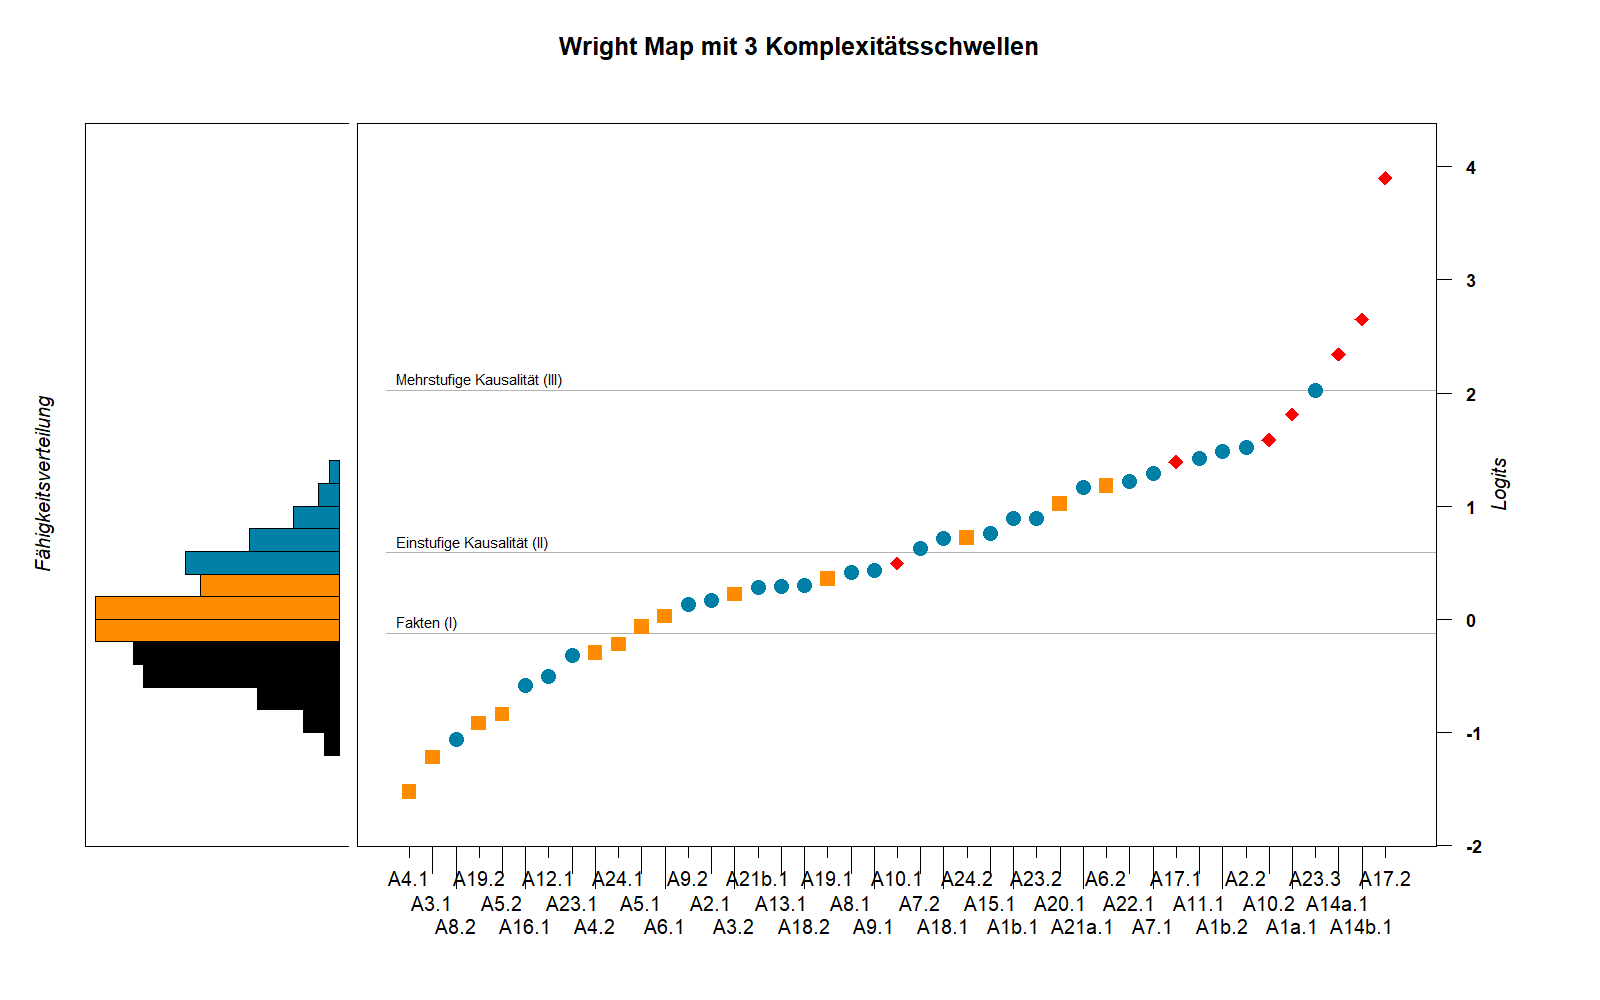 Wright Map mit 3 Komplexitätsschwellen
Fähigkeitsverteilung
Mehrstufige Kausalität (III)
Einstufige Kausalität (II)
Fakten (I)
4
3
2
1
0
-1
-2
Logits
A4.1 A19.2 A12.1 A24.1 A9.2 A21b.1 A19.1 A10.1 A24.2 A23.2 A6.2 A17.1 A2.2 A23.3 A17.2
A3.1 A5.2 A23.1 A5.1 A2.1 A13.1 A8.1 A7.2 A15.1 A20.1 A22.1 A11.1 A10.2 A14a.1
A8.2 A16.1 A4.2 A6.1 A3.2 A18.2 A9.1 A18.1 A1b.1 A21a.1 A7.1 A1b.2 A1a.1 A14b.1